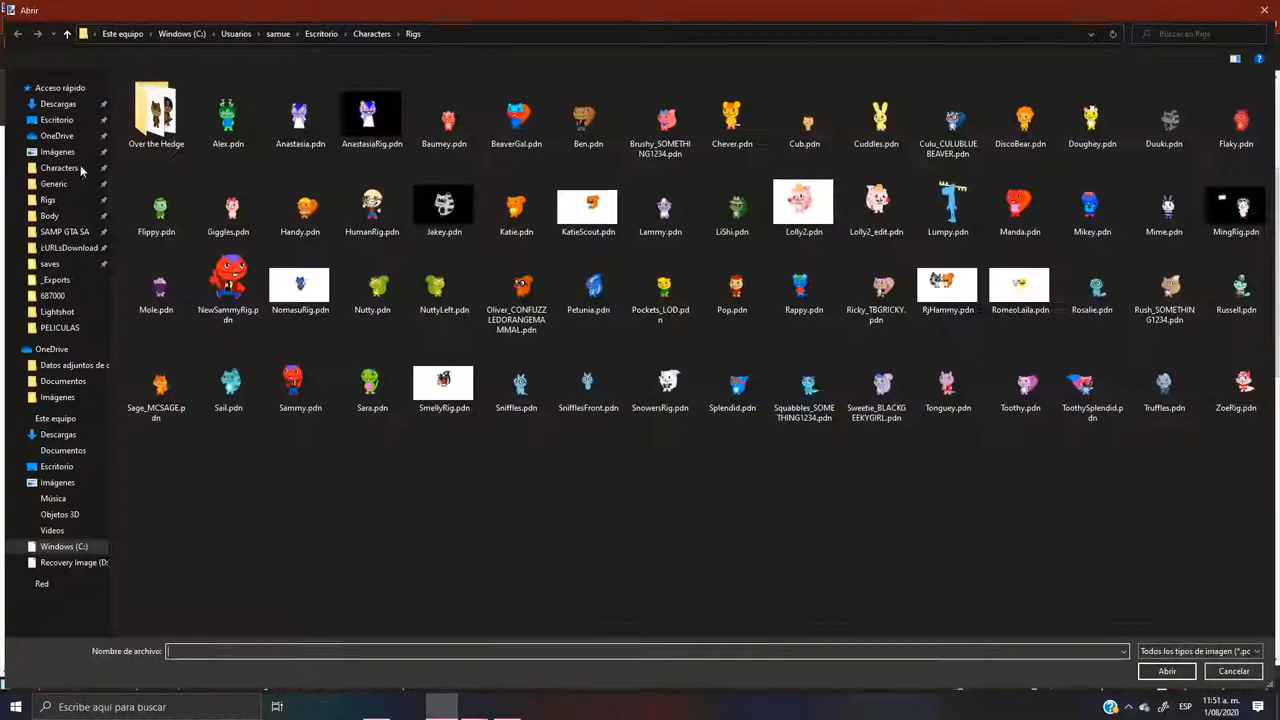 Abrir
Este equipo > Windows (C:) > Usuarios > samue > Escritorio > Characters > Rigs
Buscar en Rigs
Acceso rápido
Descargas
Escritorio
OneDrive
Imágenes
Characters
Generic
Rigs
Body
SAMP GTA SA
cURLsDownload
saves
_Exports
687000
Lightshot
PELICULAS
OneDrive
Datos adjuntos de c
Documentos
Imágenes
Este equipo
Descargas
Documentos
Escritorio
Imágenes
Música
Objetos 3D
Videos
Windows (C:)
Recovery Image (D:
Red
Over the Hedge
Alex.pdn
Anastasia.pdn
AnastasiaRig.pdn
Baumey.pdn
BeaverGal.pdn
Ben.pdn
Brushy_SOMETHI
NG1234.pdn
Chever.pdn
Cub.pdn
Cuddles.pdn
Culu_CULUBLUE
BEAVER.pdn
DiscoBear.pdn
Doughey.pdn
Duuki.pdn
Flaky.pdn
Flippy.pdn
Giggles.pdn
Handy.pdn
HumanRig.pdn
Jakey.pdn
Katie.pdn
KatieScout.pdn
Lammy.pdn
LiShi.pdn
Lolly2.pdn
Lolly2_edit.pdn
Lumpy.pdn
Manda.pdn
Mikey.pdn
Mime.pdn
MingRig.pdn
Mole.pdn
NewSammyRig.p
dn
NomasuRig.pdn
Nutty.pdn
NuttyLeft.pdn
Oliver_CONFUZZ
LEDORANGEMA
MMAL.pdn
Petunia.pdn
Pockets_LOD.pd
n
Pop.pdn
Rappy.pdn
Ricky_TBGRICKY.
pdn
RjHammy.pdn
RomeoLaila.pdn
Rosalie.pdn
Rush_SOMETHIN
G1234.pdn
Russell.pdn
Sage_MCSAGE.p
dn
Sail.pdn
Sammy.pdn
Sara.pdn
SmellyRig.pdn
Sniffles.pdn
SnifflesFront.pdn
SnowersRig.pdn
Splendid.pdn
Squabbles_SOME
THING1234.pdn
Sweetie_BLACKG
EEKYGIRL.pdn
Tonguey.pdn
Toothy.pdn
ToothySplendid.p
dn
Truffles.pdn
ZoeRig.pdn
Nombre de archivo:
Todos los tipos de imagen (*.pc
Abrir
Cancelar
Escribe aquí para buscar
ESP
11:51 a. m.
1/08/2020